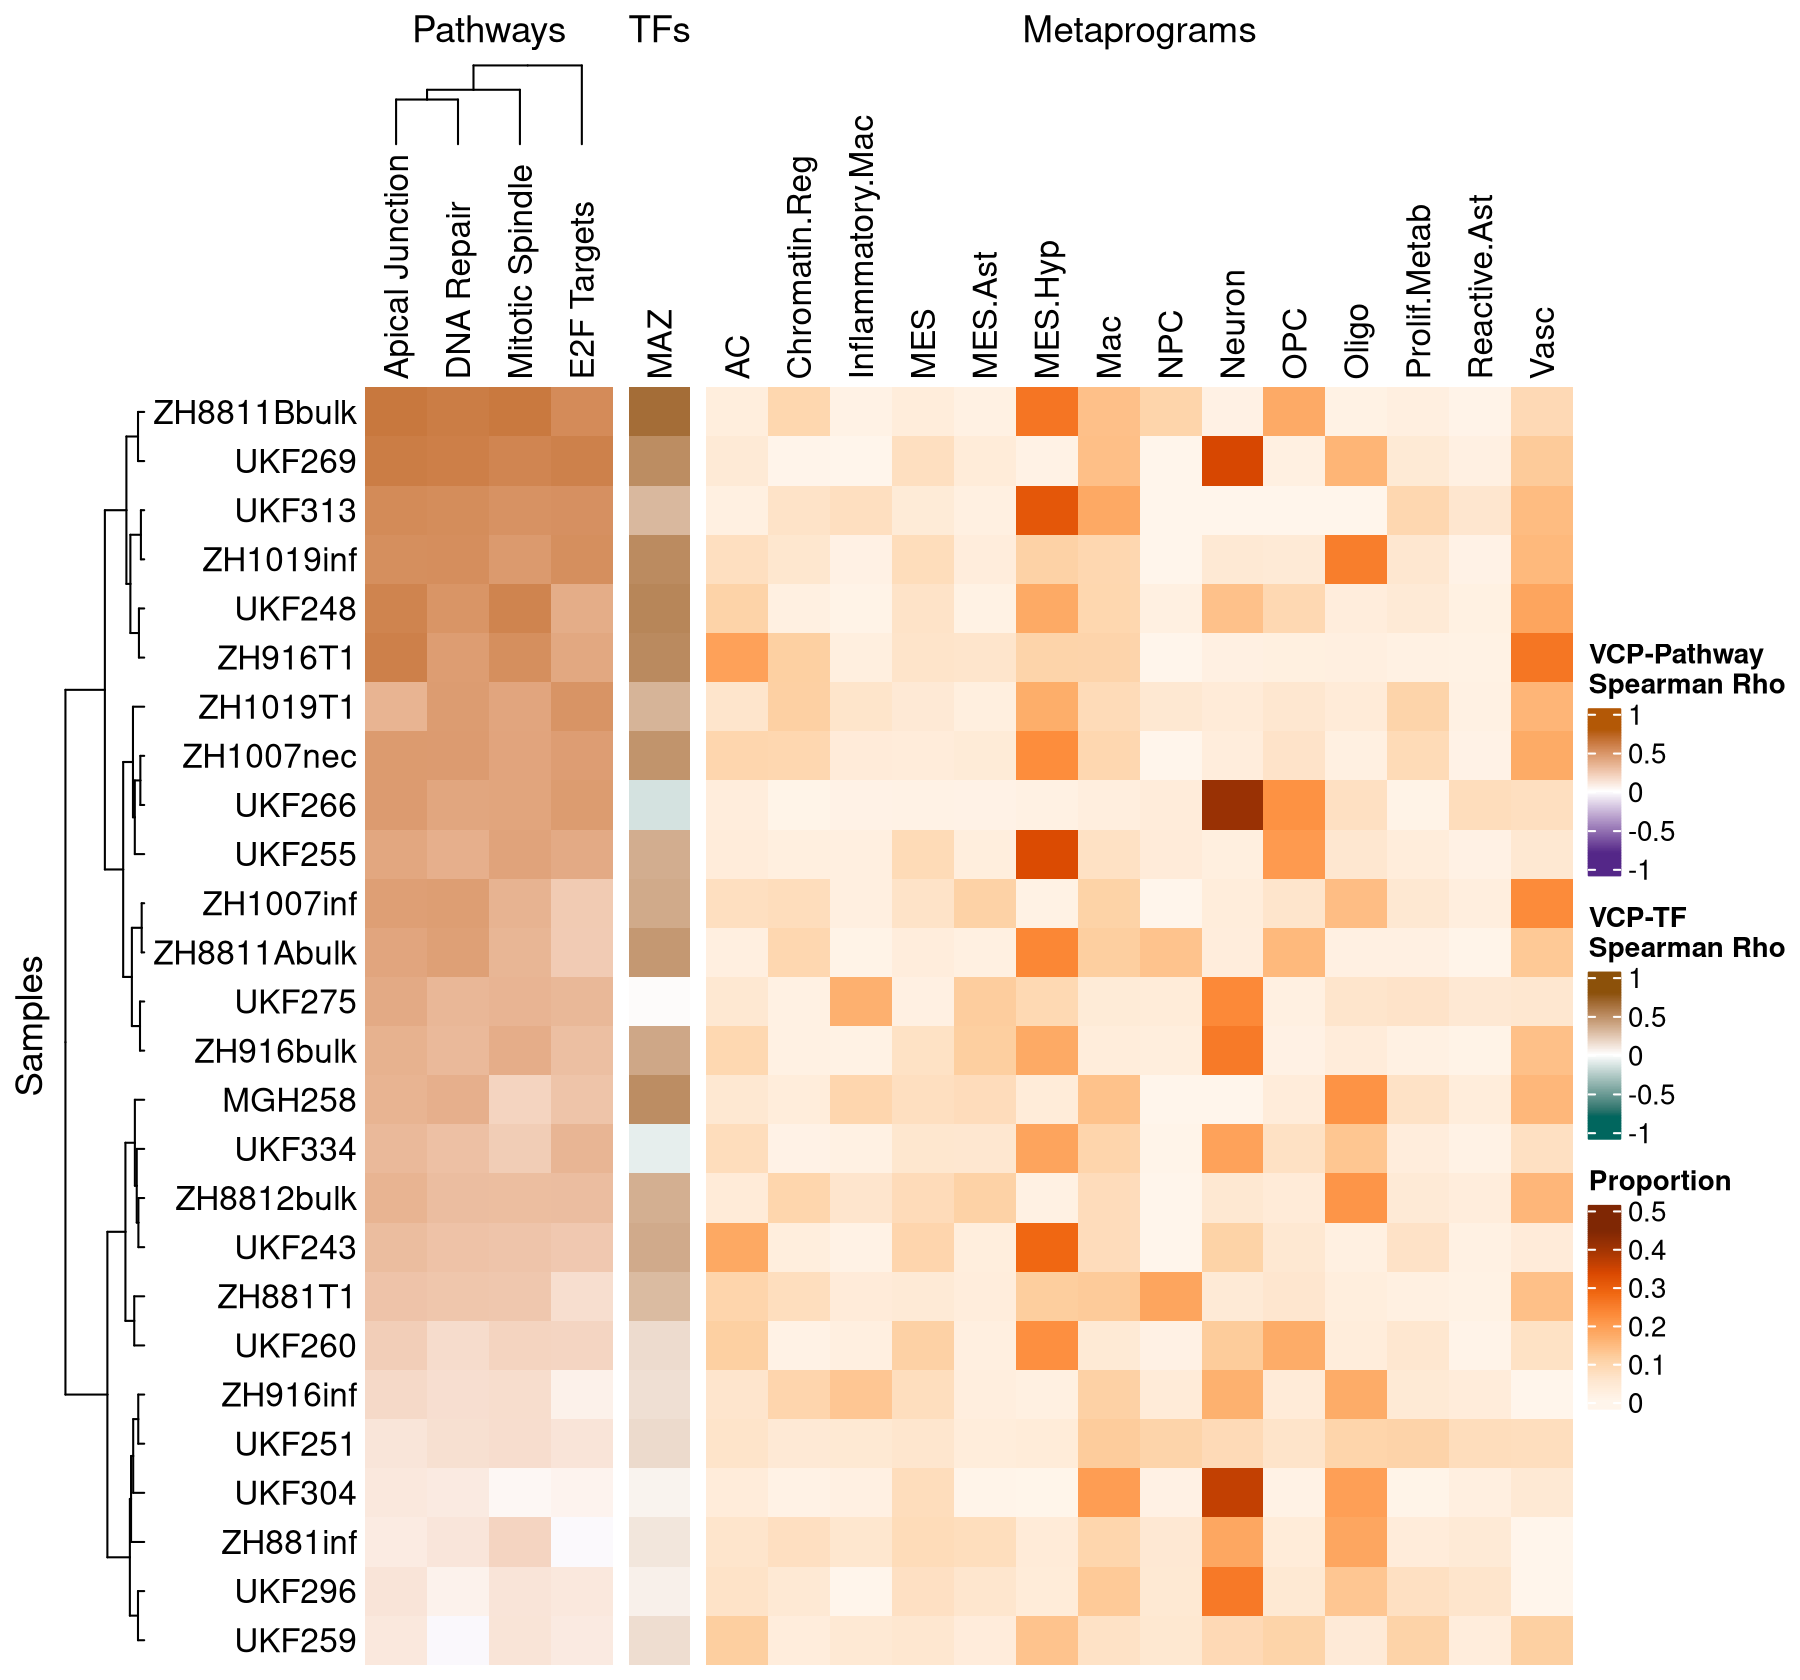 Pathways TFs Metaprograms
Apical Junction
DNA Repair
Mitotic Spindle
E2F Targets
MAZ
AC
Chromatin.Reg
Inflammatory.Mac
MES
MES.Ast
MES.Hyp
Mac
NPC
Neuron
OPC
Oligo
Prolif.Metab
Reactive.Ast
Vasc
Samples
ZH8811Bbulk
UKF269
UKF313
ZH1019inf
UKF248
ZH916T1
ZH1019T1
ZH1007nec
UKF266
UKF255
ZH1007inf
ZH8811Abulk
UKF275
ZH916bulk
MGH258
UKF334
ZH8812bulk
UKF243
ZH881T1
UKF260
ZH916inf
UKF251
UKF304
ZH881inf
UKF296
UKF259
VCP-Pathway
Spearman Rho
1
0.5
0
-0.5
-1
VCP-TF
Spearman Rho
1
0.5
0
-0.5
-1
Proportion
0.5
0.4
0.3
0.2
0.1
0